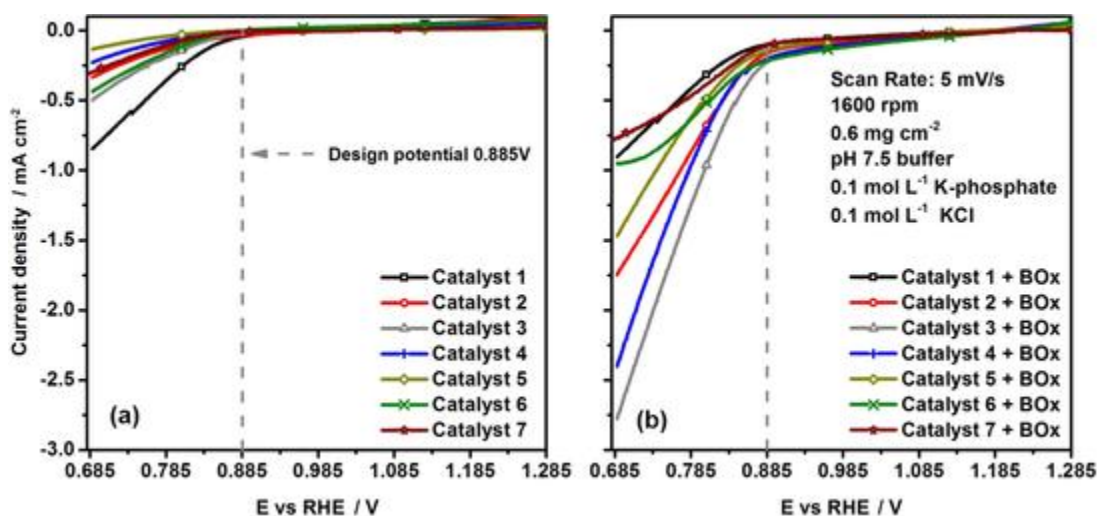 Current density / mA cm⁻²
0.0
-0.5
-1.0
-1.5
-2.0
-2.5
-3.0
Design potential 0.885V
Catalyst 1
Catalyst 2
Catalyst 3
Catalyst 4
Catalyst 5
Catalyst 6
Catalyst 7
(a)
0.685 0.785 0.885 0.985 1.085 1.185 1.285
E vs RHE / V
Scan Rate: 5 mV/s
1600 rpm
0.6 mg cm⁻²
pH 7.5 buffer
0.1 mol L⁻¹ K-phosphate
0.1 mol L⁻¹ KCl
Catalyst 1 + BOx
Catalyst 2 + BOx
Catalyst 3 + BOx
Catalyst 4 + BOx
Catalyst 5 + BOx
Catalyst 6 + BOx
Catalyst 7 + BOx
(b)
0.685 0.785 0.885 0.985 1.085 1.185 1.285
E vs RHE / V